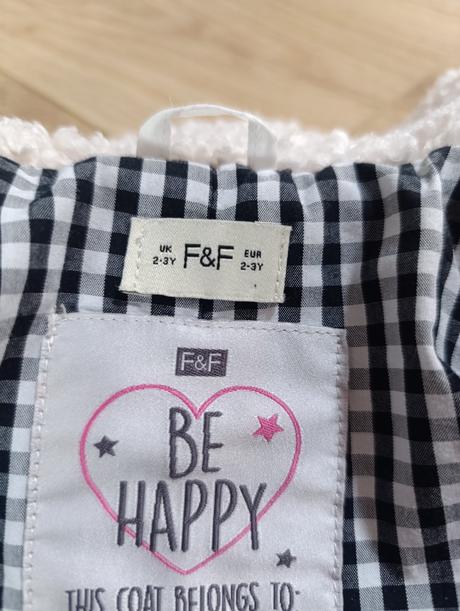 UK F&F EUR
2-3Y 2-3Y
F&F
BE
HAPPY
THIS COAT BELONGS TO-